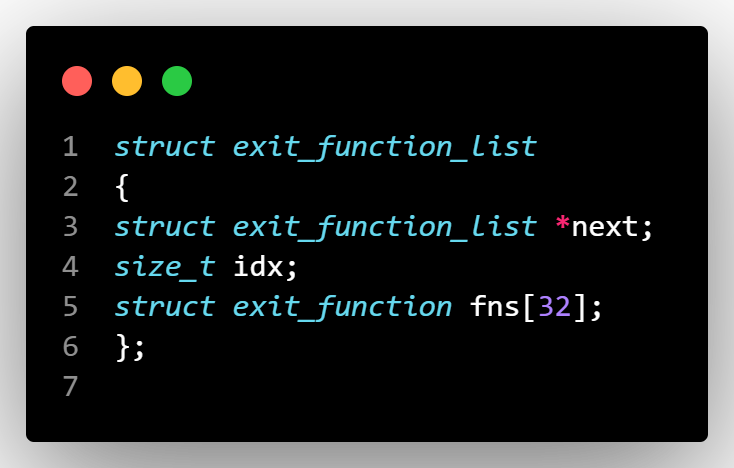 1 struct exit_function_list
2 {
3 struct exit_function_list *next;
4 size_t idx;
5 struct exit_function fns[32];
6 };
7